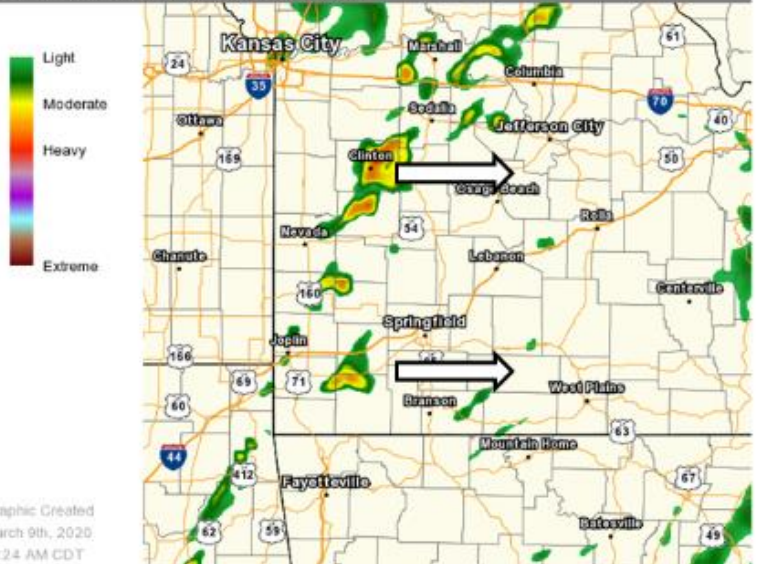 Light
Moderate
Heavy
Extreme
Kansas City
Marshall
61
24
Columbia
35
70
Sedalia
40
Ottawa
Jefferson City
169
Clinton
50
Osage Beach
Rolla
Nevada
54
Chanute
Lebanon
Centerville
160
Springfield
Joplin
166
69
71
West Plains
60
Branson
63
44
Mountain Home
412
Fayetteville
67
Batesville
62
59
49
aphic Created
arch 9th, 2020
:24 AM CDT